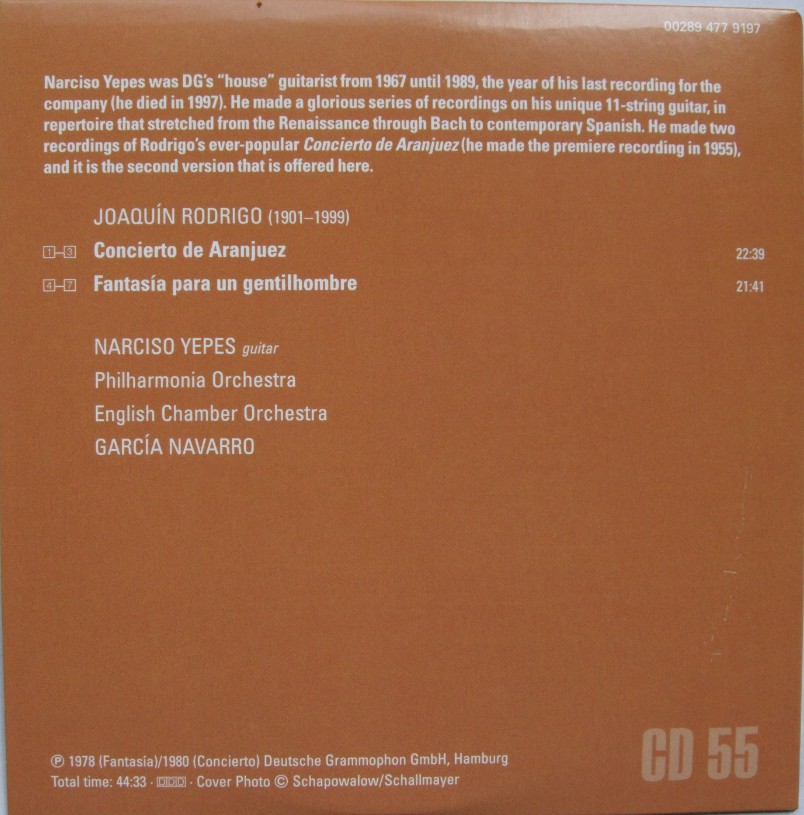 00289 477 9197
Narciso Yepes was DG's “house” guitarist from 1967 until 1989, the year of his last recording for the
company (he died in 1997). He made a glorious series of recordings on his unique 11-string guitar, in
repertoire that stretched from the Renaissance through Bach to contemporary Spanish. He made two
recordings of Rodrigo's ever-popular Concierto de Aranjuez (he made the premiere recording in 1955),
and it is the second version that is offered here.
JOAQUÍN RODRIGO (1901–1999)
1–3 Concierto de Aranjuez 22:39
4–7 Fantasía para un gentilhombre 21:41
NARCISO YEPES guitar
Philharmonia Orchestra
English Chamber Orchestra
GARCÍA NAVARRO
℗ 1978 (Fantasía)/1980 (Concierto) Deutsche Grammophon GmbH, Hamburg
Total time: 44:33 · DDD · Cover Photo © Schapowalow/Schallmayer
CD 55